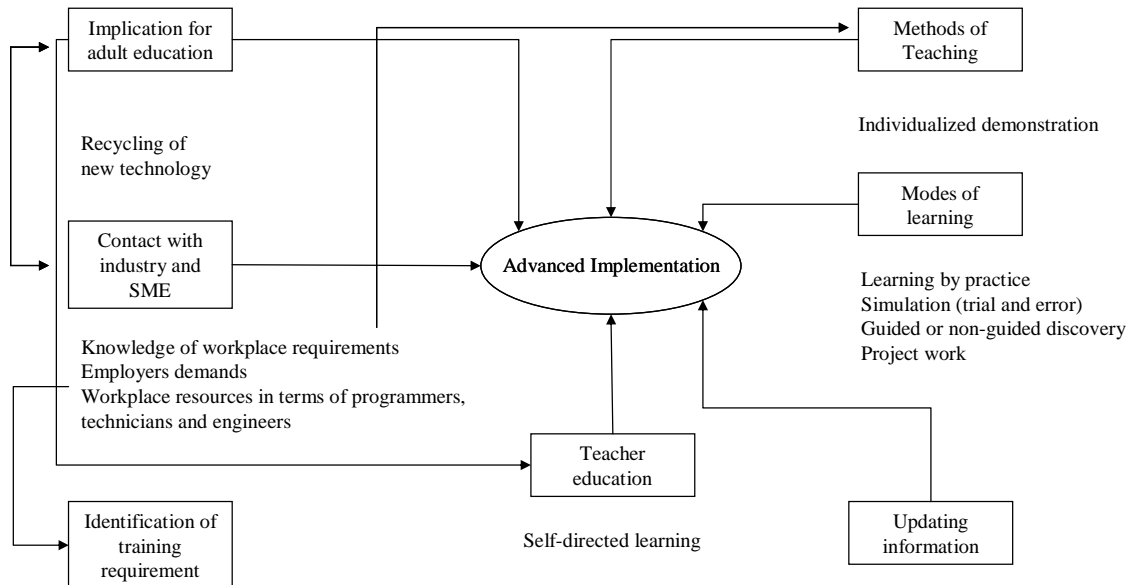 Implication for
adult education
Methods of
Teaching
Individualized demonstration
Recycling of
new technology
Modes of
learning
Contact with
industry and
SME
Advanced Implementation
Learning by practice
Simulation (trial and error)
Guided or non-guided discovery
Project work
Knowledge of workplace requirements
Employers demands
Workplace resources in terms of programmers,
technicians and engineers
Teacher
education
Identification of
training
requirement
Self-directed learning
Updating
information